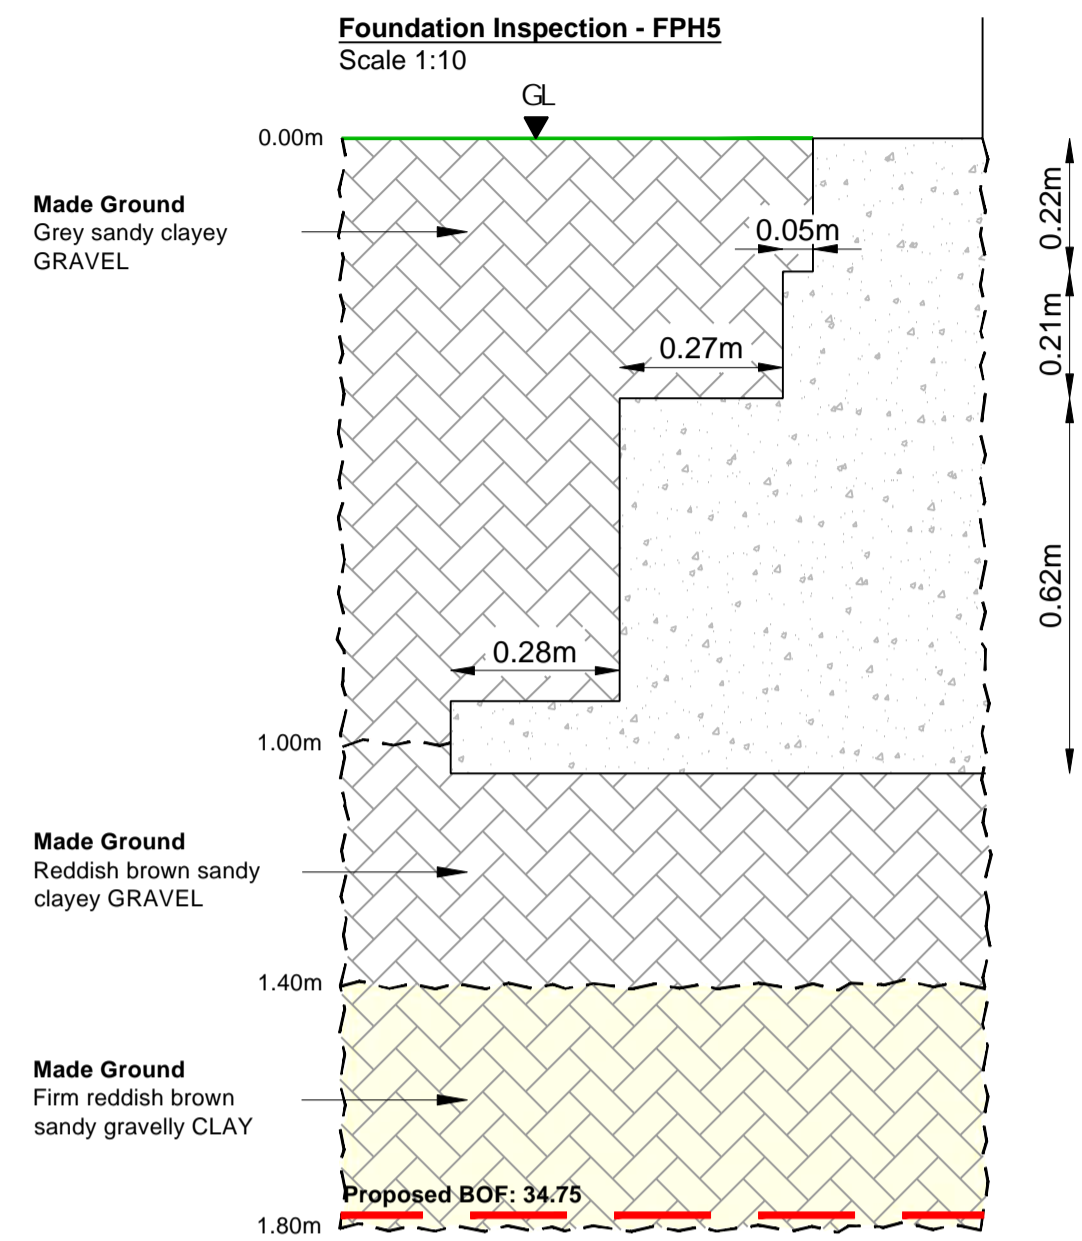 Foundation Inspection - FPH5
Scale 1:10
GL
0.00m
Made Ground
Grey sandy clayey
GRAVEL
0.05m
0.22m
0.27m
0.21m
0.28m
0.62m
1.00m
Made Ground
Reddish brown sandy
clayey GRAVEL
1.40m
Made Ground
Firm reddish brown
sandy gravelly CLAY
Proposed BOF: 34.75
1.80m